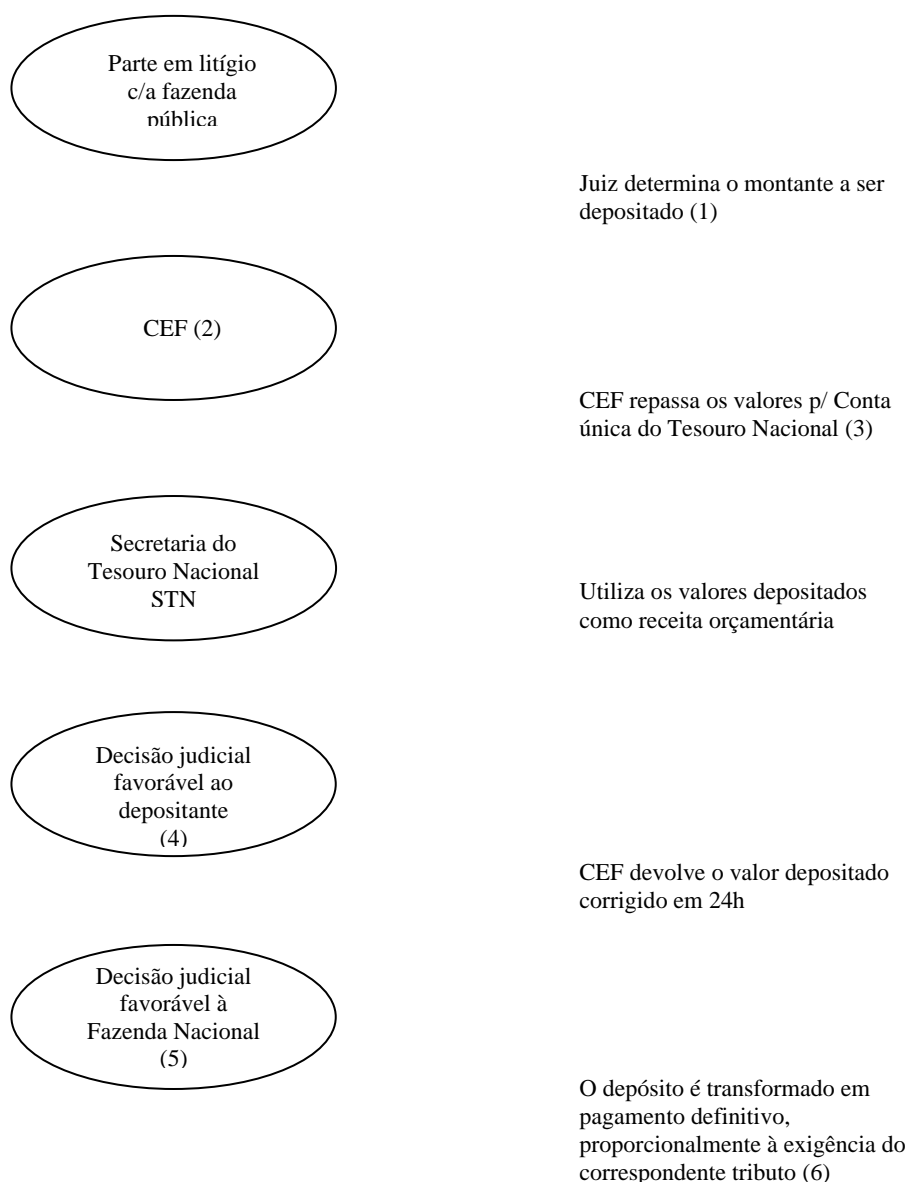 Parte em litígio
c/a fazenda
pública
Juiz determina o montante a ser
depositado (1)
CEF (2)
CEF repassa os valores p/ Conta
única do Tesouro Nacional (3)
Secretaria do
Tesouro Nacional
STN
Utiliza os valores depositados
como receita orçamentária
Decisão judicial
favorável ao
depositante
(4)
CEF devolve o valor depositado
corrigido em 24h
Decisão judicial
favorável à
Fazenda Nacional
(5)
O depósito é transformado em
pagamento definitivo,
proporcionalmente à exigência do
correspondente tributo (6)